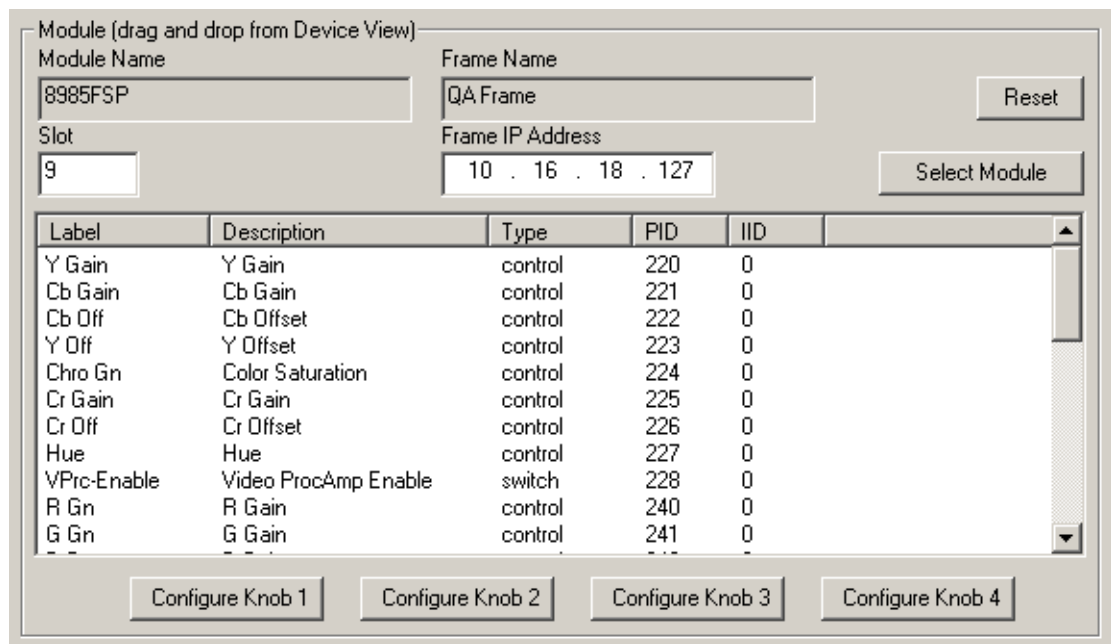 Module (drag and drop from Device View)
Module Name Frame Name
8985FSP QA Frame Reset
Slot Frame IP Address
9 10 . 16 . 18 . 127 Select Module
Label Description Type PID IID
Y Gain Y Gain control 220 0
Cb Gain Cb Gain control 221 0
Cb Off Cb Offset control 222 0
Y Off Y Offset control 223 0
Chro Gn Color Saturation control 224 0
Cr Gain Cr Gain control 225 0
Cr Off Cr Offset control 226 0
Hue Hue control 227 0
VPrc-Enable Video ProcAmp Enable switch 228 0
R Gn R Gain control 240 0
G Gn G Gain control 241 0
Configure Knob 1 Configure Knob 2 Configure Knob 3 Configure Knob 4